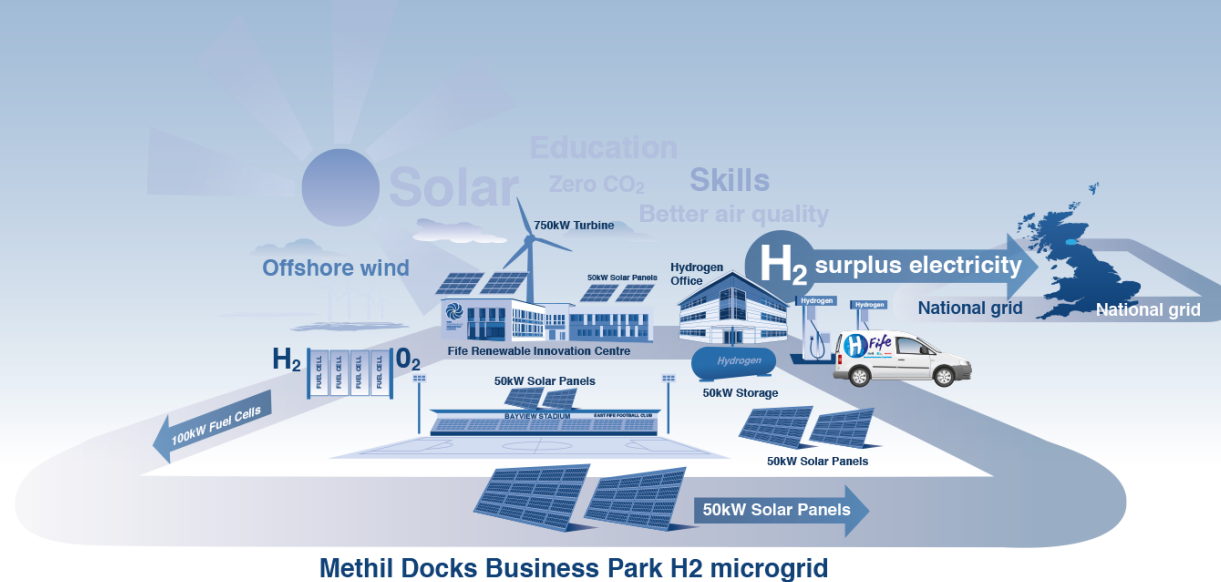 Education
Solar
Zero CO₂
Skills
Better air quality
750kW Turbine
Offshore wind
50kW Solar Panels
Hydrogen
Office
H₂ surplus electricity
Hydrogen
Hydrogen
National grid
National grid
Fife Renewable Innovation Centre
H₂
FUEL CELL
FUEL CELL
FUEL CELL
FUEL CELL
O₂
Hydrogen
H Fife
50kW Storage
50kW Solar Panels
BAYVIEW STADIUM
EAST FIFE FOOTBALL CLUB
100kW Fuel Cells
50kW Solar Panels
50kW Solar Panels
Methil Docks Business Park H2 microgrid